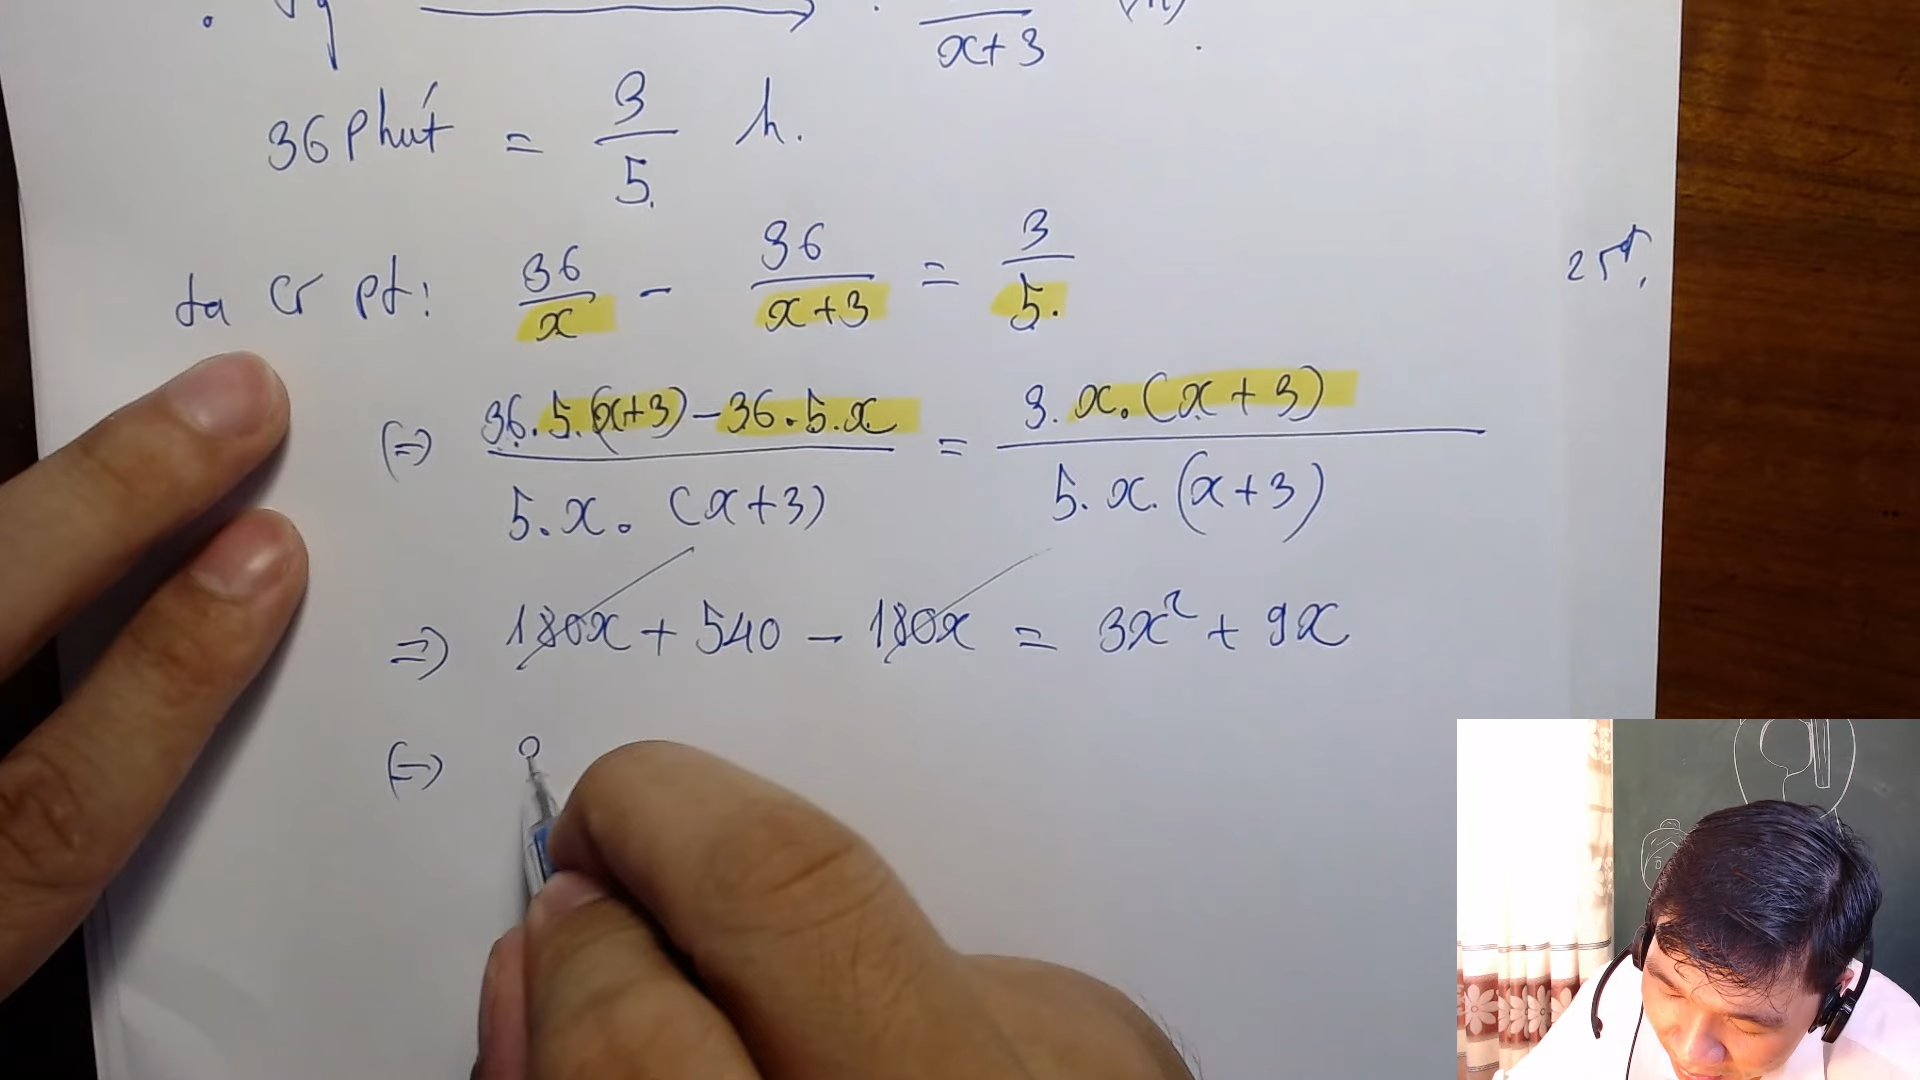 x+3
36 phút = 3/5 h.
ta có pt: 36/x - 36/(x+3) = 3/5.
(=) (36.5.(x+3) - 36.5.x)/(5.x.(x+3)) = (3.x.(x+3))/(5.x.(x+3))
=> 180x + 540 - 180x = 3x² + 9x
(=)